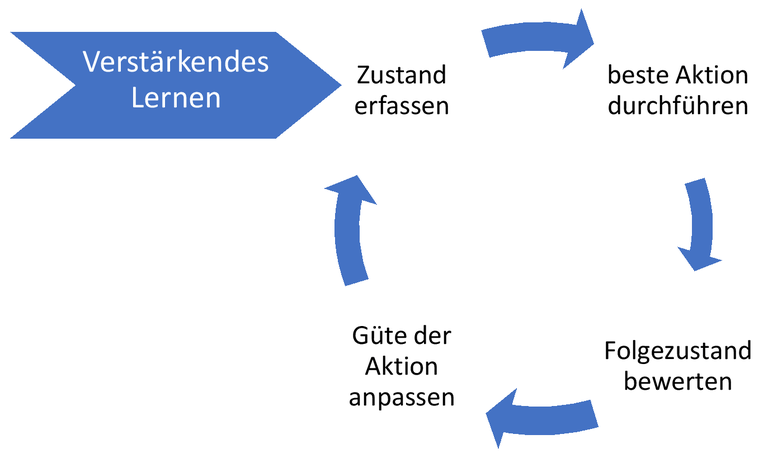 Verstärkendes
Lernen
Zustand
erfassen
beste Aktion
durchführen
Folgezustand
bewerten
Güte der
Aktion
anpassen